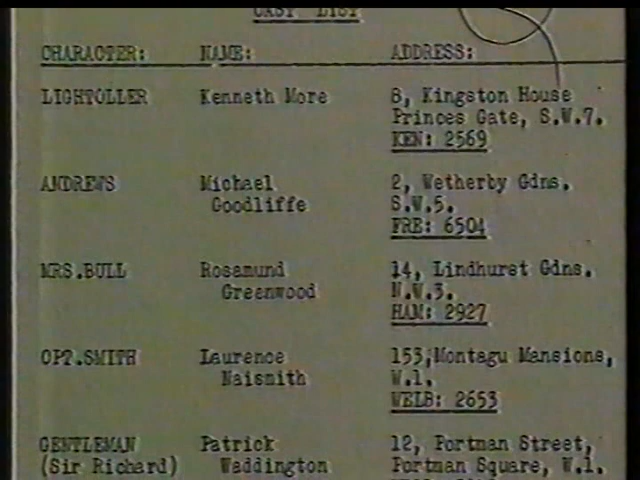 CAST LIST
CHARACTER: NAME: ADDRESS:
LIGHTOLLER Kenneth More 8, Kingston House
Princes Gate, S.W.7.
KEN: 2569
ANDREWS Michael 2, Wetherby Gdns.
Goodliffe S.W.5.
FRE: 6504
MRS.BULL Rosamund 14, Lindhurst Gdns.
Greenwood N.W.3.
HAM: 2927
CPT.SMITH Laurence 153,Montagu Mansions,
Naismith W.1.
WELB: 2653
GENTLEMAN Patrick 12, Portman Street,
(Sir Richard) Waddington Portman Square, W.1.